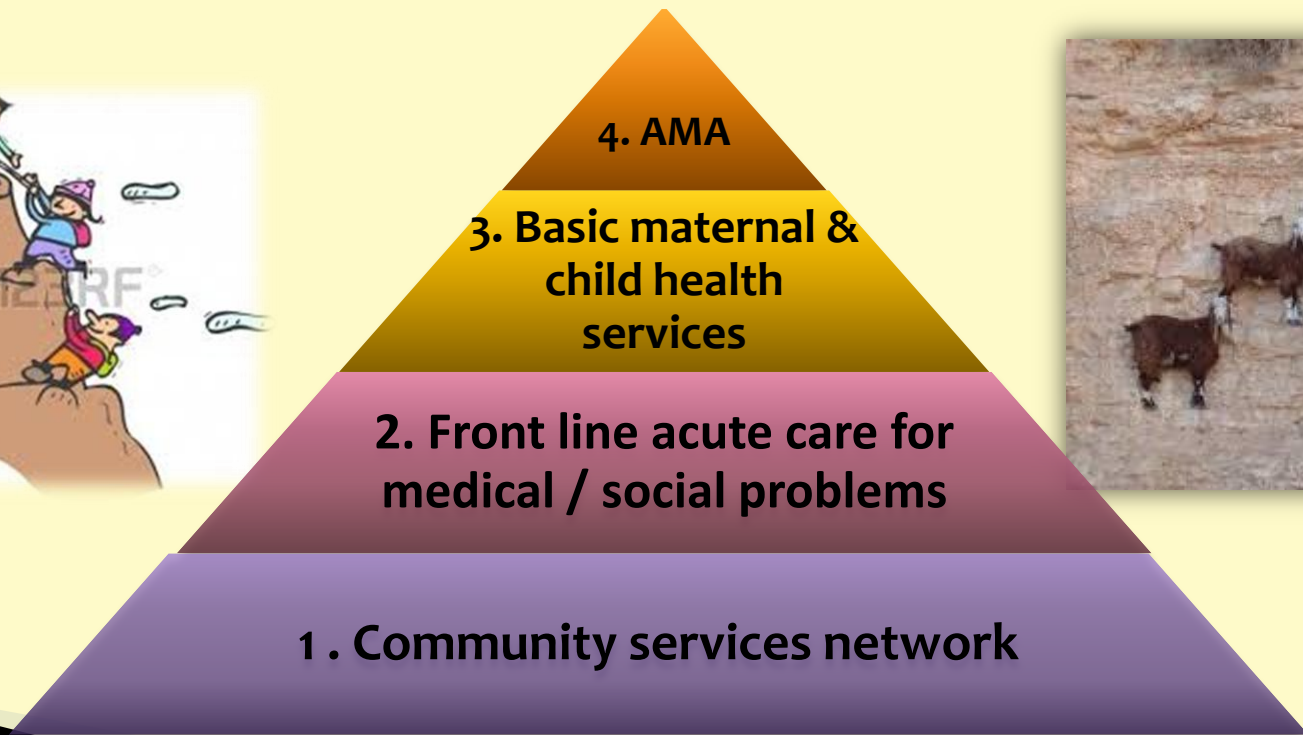 4. AMA
3. Basic maternal &
child health
services
2. Front line acute care for
medical / social problems
1 . Community services network